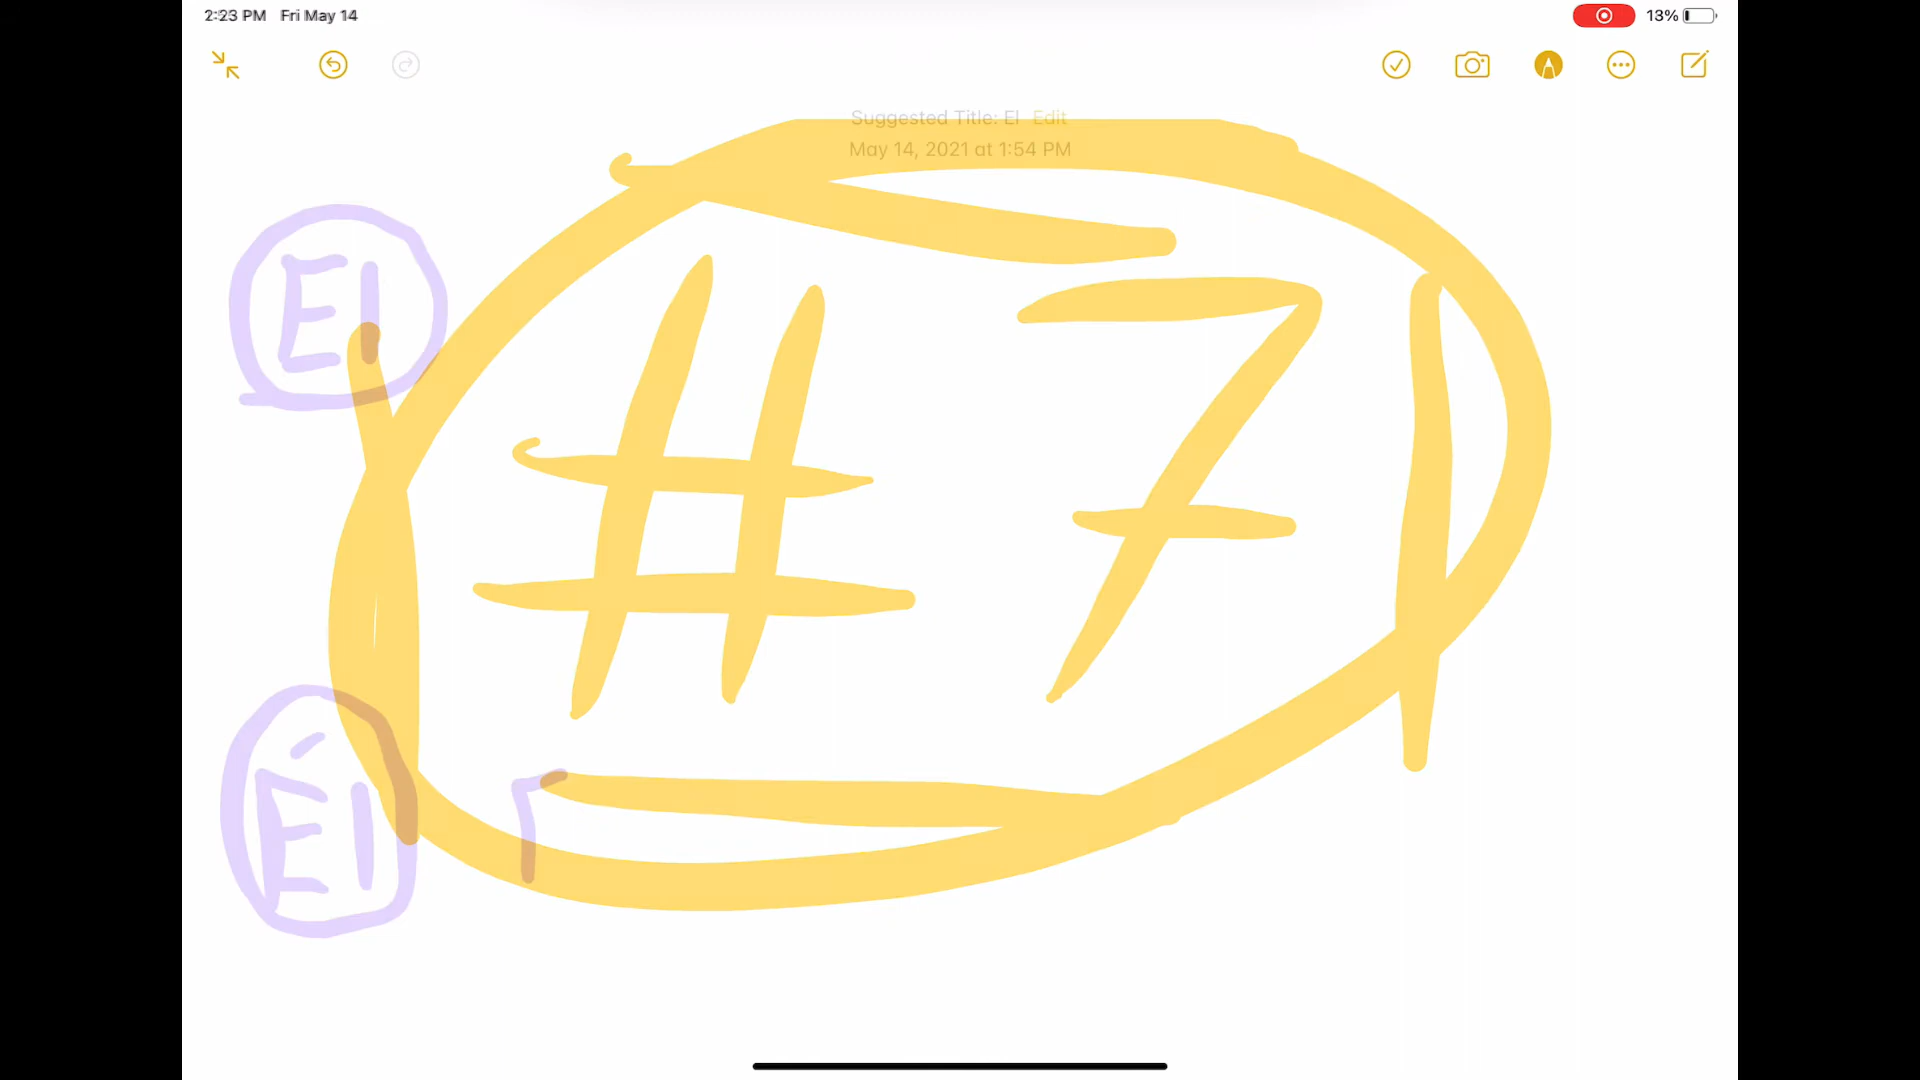 2:23 PM Fri May 14
13%
Suggested Title: El Edit
May 14, 2021 at 1:54 PM
El
# 7
Él